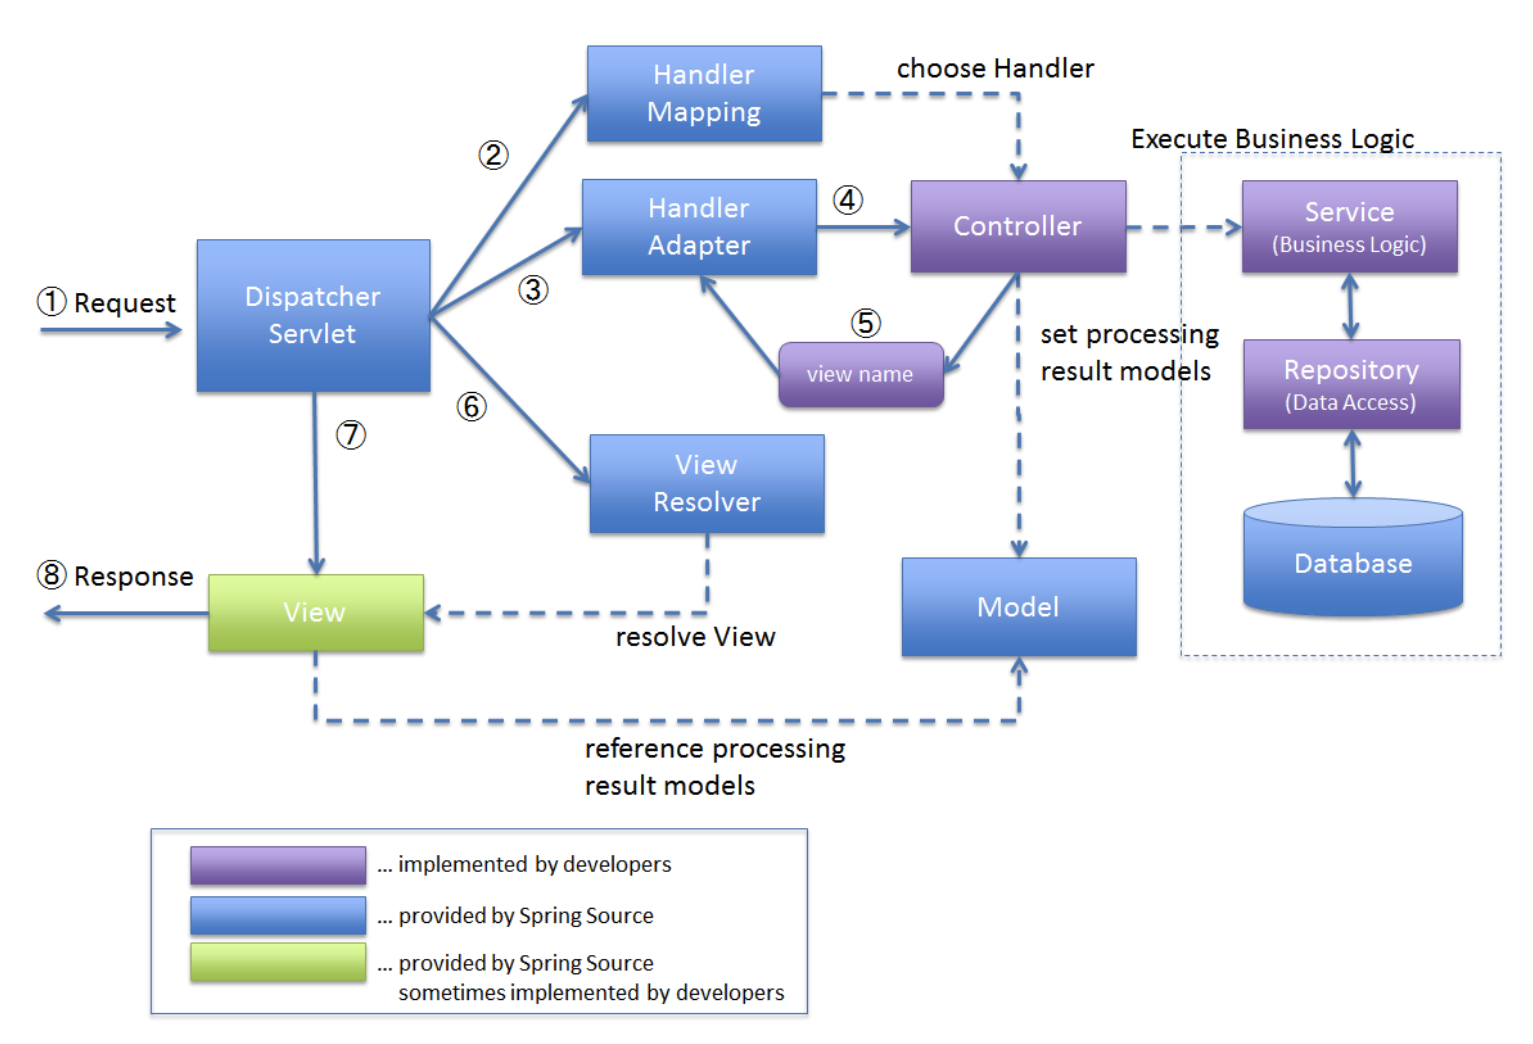 Handler
Mapping
choose Handler
Execute Business Logic
②
Handler
Adapter
④
Controller
Service
(Business Logic)
① Request
Dispatcher
Servlet
③
⑤
view name
set processing
result models
Repository
(Data Access)
⑥
⑦
View
Resolver
Database
⑧ Response
View
resolve View
Model
reference processing
result models
... implemented by developers
... provided by Spring Source
... provided by Spring Source
sometimes implemented by developers